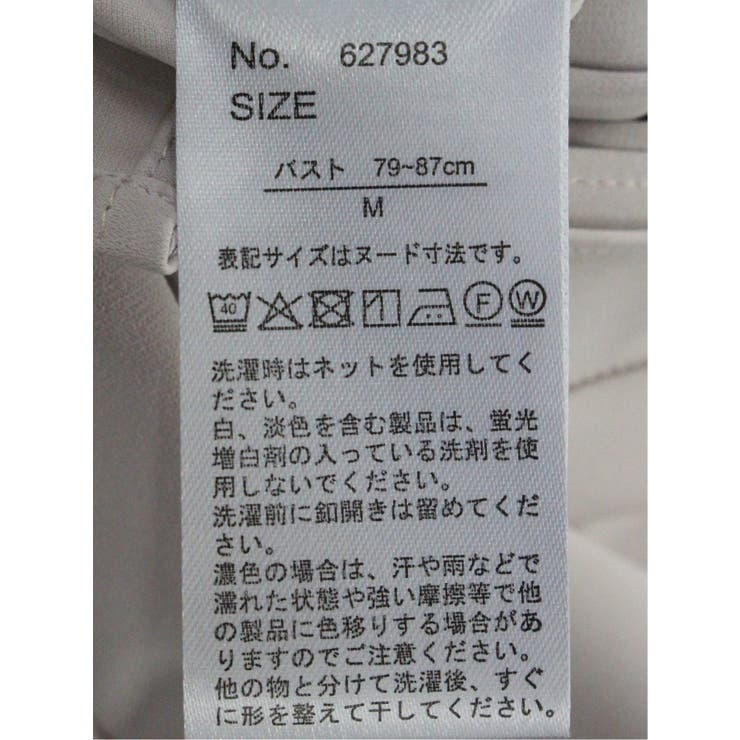 No. 627983
SIZE
バスト 79~87cm
M
表記サイズはヌード寸法です。
40 F W
洗濯時はネットを使用してく
ださい。
白、淡色を含む製品は、蛍光
増白剤の入っている洗剤を使
用しないでください。
洗濯前に釦開きは留めてくだ
さい。
濃色の場合は、汗や雨などで
濡れた状態や強い摩擦等で他
の製品に色移りする場合があ
りますのでご注意ください。
他の物と分けて洗濯後、すぐ
に形を整えて干してください。